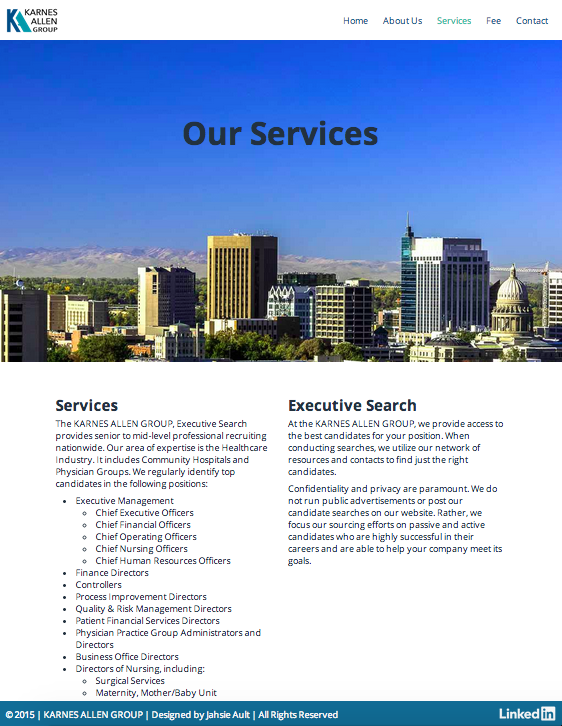 KARNES
ALLEN
GROUP
Home About Us Services Fee Contact
Our Services
Services
The KARNES ALLEN GROUP, Executive Search
provides senior to mid-level professional recruiting
nationwide. Our area of expertise is the Healthcare
Industry. It includes Community Hospitals and
Physician Groups. We regularly identify top
candidates in the following positions:
Executive Management
Chief Executive Officers
Chief Financial Officers
Chief Operating Officers
Chief Nursing Officers
Chief Human Resources Officers
Finance Directors
Controllers
Process Improvement Directors
Quality & Risk Management Directors
Patient Financial Services Directors
Physician Practice Group Administrators and
Directors
Business Office Directors
Directors of Nursing, including:
Surgical Services
Maternity, Mother/Baby Unit
Executive Search
At the KARNES ALLEN GROUP, we provide access to
the best candidates for your position. When
conducting searches, we utilize our network of
resources and contacts to find just the right
candidates.
Confidentiality and privacy are paramount. We do
not run public advertisements or post our
candidate searches on our website. Rather, we
focus our sourcing efforts on passive and active
candidates who are highly successful in their
careers and are able to help your company meet its
goals.
© 2015 | KARNES ALLEN GROUP | Designed by Jahsie Ault | All Rights Reserved
Linked in